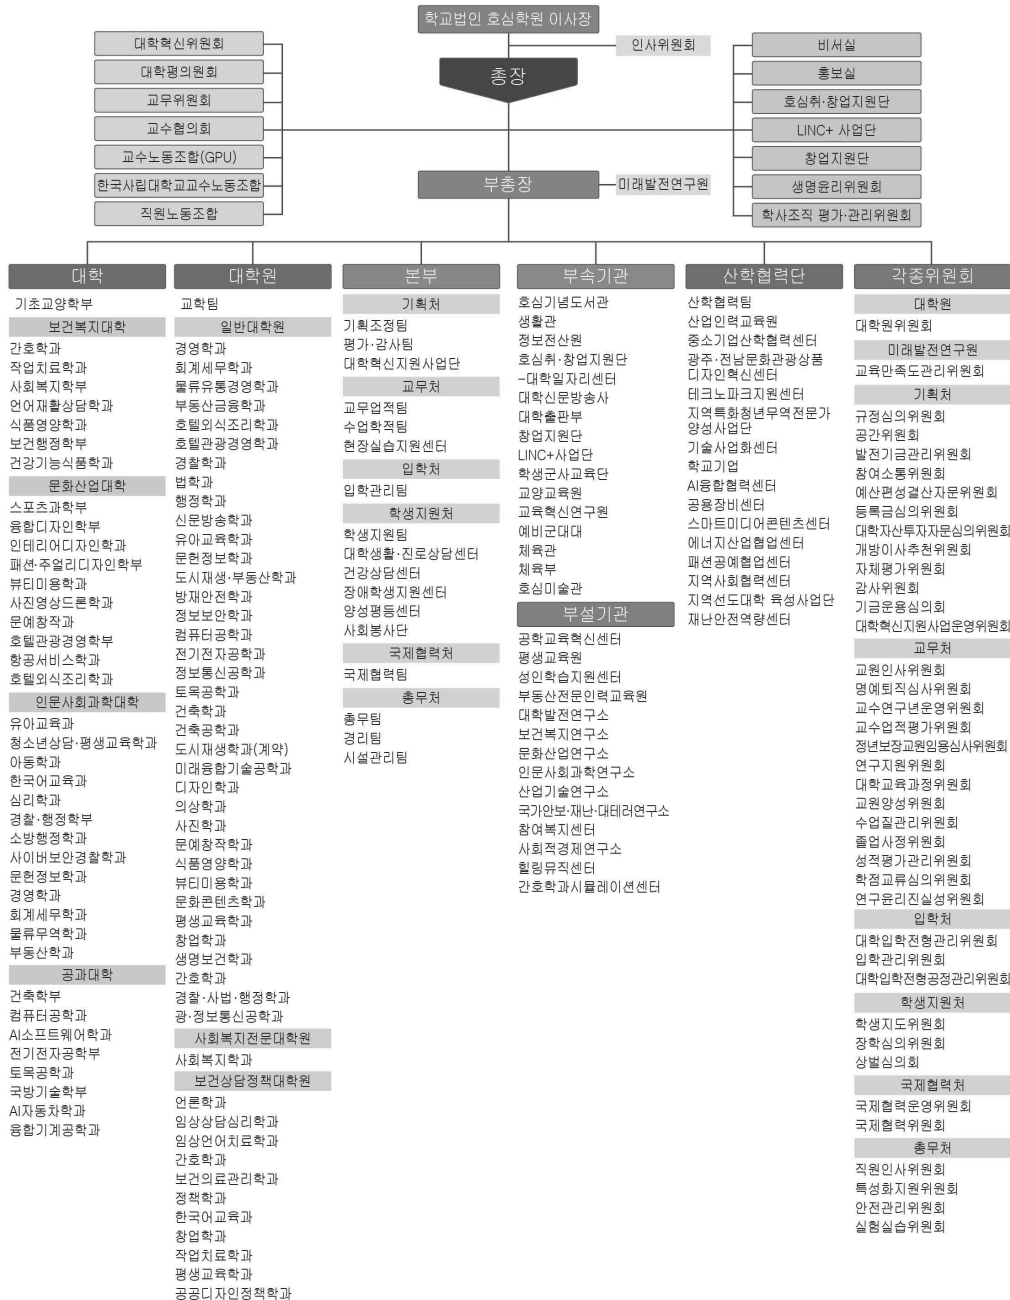 학교법인 호심학원 이사장
인사위원회
총장
대학혁신위원회
대학평의원회
교무위원회
교수협의회
교수노동조합(GPU)
한국사립대학교교수노동조합
직원노동조합
비서실
홍보실
호심취·창업지원단
LINC+ 사업단
창업지원단
생명윤리위원회
학사조직 평가·관리위원회
부총장
미래발전연구원
대학
기초교양학부
보건복지대학
간호학과
작업치료학과
사회복지학부
언어재활상담학과
식품영양학과
보건행정학부
건강기능식품학과
문화산업대학
스포츠과학부
융합디자인학부
인테리어디자인학과
패션·주얼리디자인학부
뷰티미용학과
사진영상드론학과
문예창작과
호텔관광경영학부
항공서비스학과
호텔외식조리학과
인문사회과학대학
유아교육과
청소년상담·평생교육학과
아동학과
한국어교육과
심리학과
경찰·행정학부
소방행정학과
사이버보안경찰학과
문헌정보학과
경영학과
회계세무학과
물류무역학과
부동산학과
공과대학
건축학부
컴퓨터공학과
AI소프트웨어학과
전기전자공학부
토목공학과
국방기술학부
AI자동차학과
융합기계공학과
대학원
교학팀
일반대학원
경영학과
회계세무학과
물류유통경영학과
부동산금융학과
호텔외식조리학과
호텔관광경영학과
경찰학과
법학과
행정학과
신문방송학과
유아교육학과
문헌정보학과
도시재생·부동산학과
방재안전학과
정보보안학과
컴퓨터공학과
전기전자공학과
정보통신공학과
토목공학과
건축학과
건축공학과
도시재생학과(계약)
미래융합기술공학과
디자인학과
의상학과
사진학과
문예창작학과
식품영양학과
뷰티미용학과
문화콘텐츠학과
평생교육학과
창업학과
생명보건학과
간호학과
경찰·사법·행정학과
광·정보통신공학과
사회복지전문대학원
사회복지학과
보건상담정책대학원
언론학과
임상상담심리학과
임상언어치료학과
간호학과
보건의료관리학과
정책학과
한국어교육과
창업학과
작업치료학과
평생교육학과
공공디자인정책학과
본부
기획처
기획조정팀
평가·감사팀
대학혁신지원사업단
교무처
교무업적팀
수업학적팀
현장실습지원센터
입학처
입학관리팀
학생지원처
학생지원팀
대학생활·진로상담센터
건강상담센터
장애학생지원센터
양성평등센터
사회봉사단
국제협력처
국제협력팀
총무처
총무팀
경리팀
시설관리팀
부속기관
호심기념도서관
생활관
정보전산원
호심취·창업지원단
-대학일자리센터
대학신문방송사
대학출판부
창업지원단
LINC+사업단
학생군사교육단
교양교육원
교육혁신연구원
예비군대대
체육관
체육부
호심미술관
부설기관
공학교육혁신센터
평생교육원
성인학습지원센터
부동산전문인력교육원
대학발전연구소
보건복지연구소
문화산업연구소
인문사회과학연구소
산업기술연구소
국가안보·재난·대테러연구소
참여복지센터
사회적경제연구소
힐링뮤직센터
간호학과시뮬레이션센터
산학협력단
산학협력팀
산업인력교육원
중소기업산학협력센터
광주·전남문화관광상품
디자인혁신센터
테크노파크지원센터
지역특화청년무역전문가
양성사업단
기술사업화센터
학교기업
AI융합협력센터
공용장비센터
스마트미디어콘텐츠센터
에너지산업협업센터
패션공예협업센터
지역사회협력센터
지역선도대학 육성사업단
재난안전역량센터
각종위원회
대학원
대학원위원회
미래발전연구원
교육만족도관리위원회
기획처
규정심의위원회
공간위원회
발전기금관리위원회
참여소통위원회
예산편성결산자문위원회
등록금심의위원회
대학자산투자자문심의위원회
개방이사추천위원회
자체평가위원회
감사위원회
기금운용심의회
대학혁신지원사업운영위원회
교무처
교원인사위원회
명예퇴직심사위원회
교수연구년운영위원회
교수업적평가위원회
정년보장교원임용심사위원회
연구지원위원회
대학교육과정위원회
교원양성위원회
수업질관리위원회
졸업사정위원회
성적평가관리위원회
학점교류심의위원회
연구윤리진실성위원회
입학처
대학입학전형관리위원회
입학관리위원회
대학입학전형공정관리위원회
학생지원처
학생지도위원회
장학심의위원회
상벌심의회
국제협력처
국제협력운영위원회
국제협력위원회
총무처
직원인사위원회
특성화지원위원회
안전관리위원회
실험실습위원회